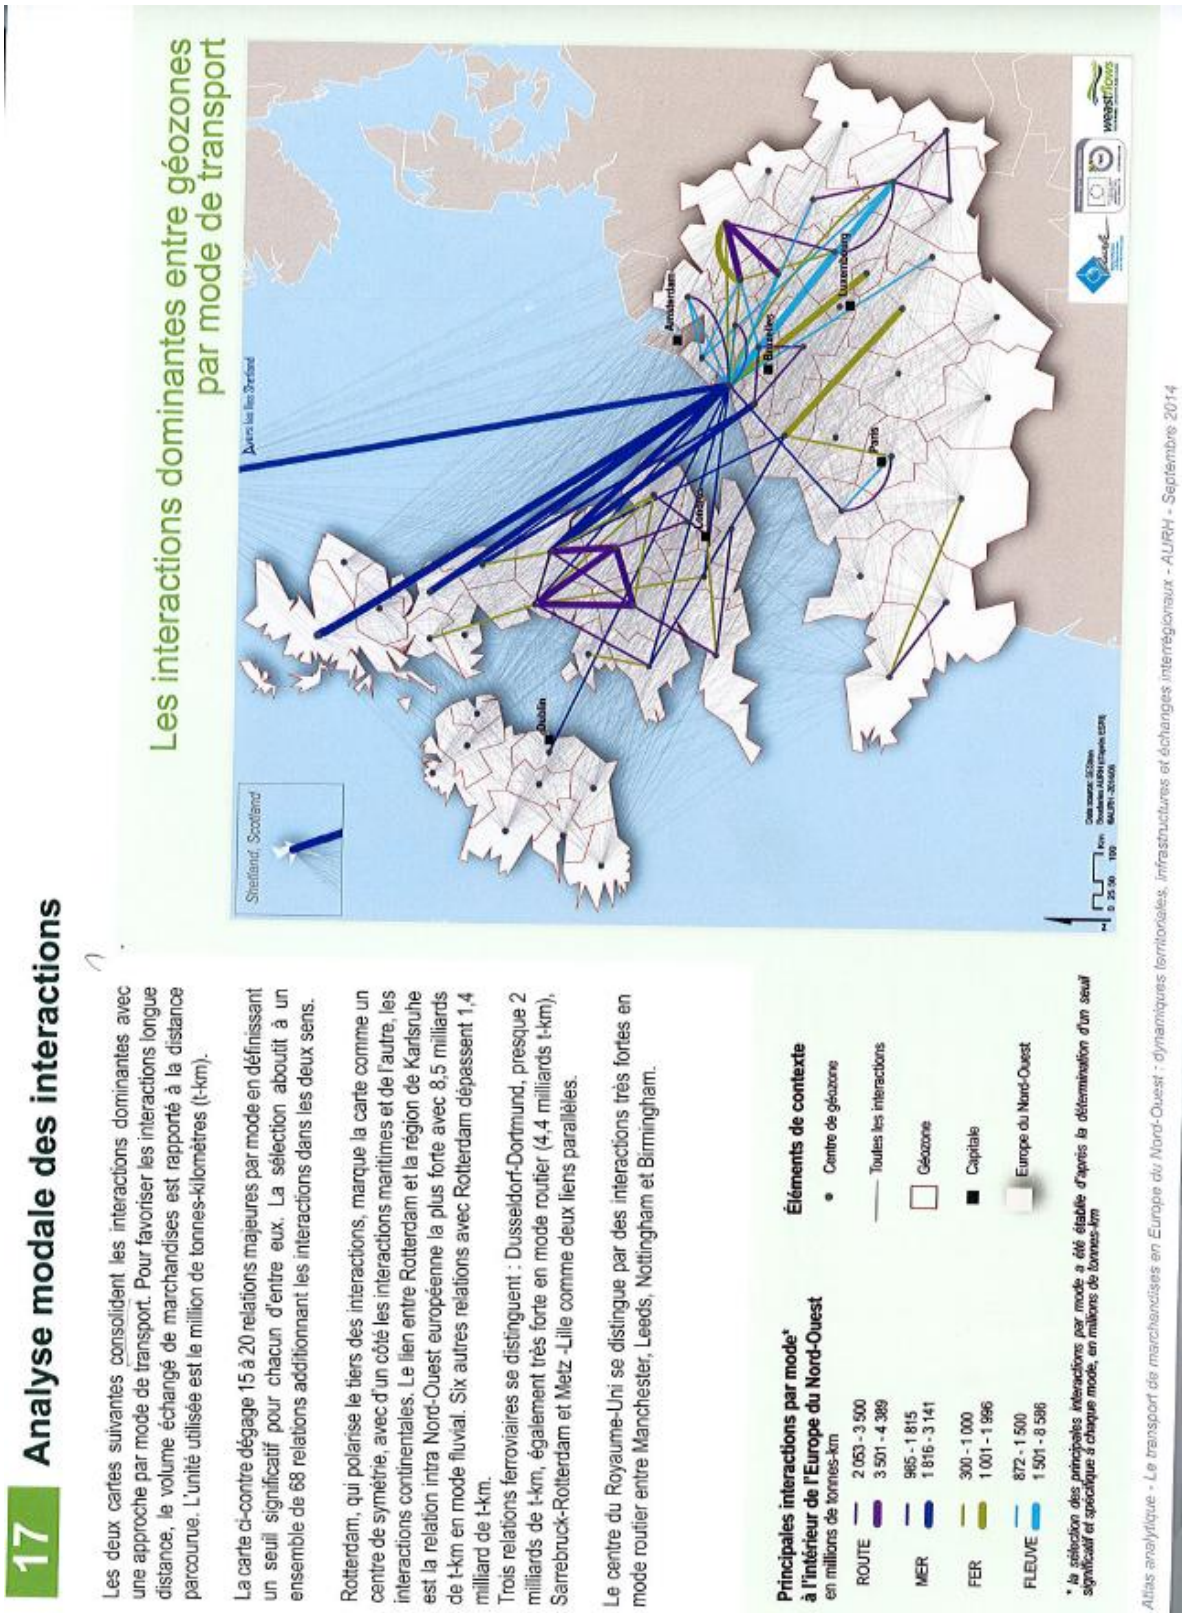 17
Analyse modale des interactions
Les deux cartes suivantes consolident les interactions dominantes avec
une approche par mode de transport. Pour favoriser les interactions longue
distance, le volume échangé de marchandises est rapporté à la distance
parcourue. L'unité utilisée est le million de tonnes-kilomètres (t-km).
La carte ci-contre dégage 15 à 20 relations majeures par mode en définissant
un seuil significatif pour chacun d'entre eux. La sélection aboutit à un
ensemble de 68 relations additionnant les interactions dans les deux sens.
Rotterdam, qui polarise le tiers des interactions, marque la carte comme un
centre de symétrie, avec d'un côté les interactions maritimes et de l'autre, les
interactions continentales. Le lien entre Rotterdam et la région de Karlsruhe
est la relation intra Nord-Ouest européenne la plus forte avec 8,5 milliards
de t-km en mode fluvial. Six autres relations avec Rotterdam dépassent 1,4
milliard de t-km.
Trois relations ferroviaires se distinguent : Dusseldorf-Dortmund, presque 2
milliards de t-km, également très forte en mode routier (4,4 milliards t-km),
Sarrebruck-Rotterdam et Metz -Lille comme deux liens parallèles.
Le centre du Royaume-Uni se distingue par des interactions très fortes en
mode routier entre Manchester, Leeds, Nottingham et Birmingham.
Principales interactions par mode*
à l'intérieur de l'Europe du Nord-Ouest
en millions de tonnes-km
ROUTE
2 053 - 3 500
3 501 - 4 389
MER
985 - 1 815
1 816 - 3 141
FER
300 - 1 000
1 001 - 1 996
FLEUVE
872 - 1 500
1 501 - 8 586
Éléments de contexte
Centre de géozone
Toutes les interactions
Géozone
Capitale
Europe du Nord-Ouest
* la sélection des principales interactions par mode a été établie d'après la détermination d'un seuil
significatif et spécifique à chaque mode, en millions de tonnes-km
Les interactions dominantes entre géozones
par mode de transport
Shetland, Scotland
vers les îles Shetland
Dublin
Londres
Amsterdam
Bruxelles
Luxembourg
Paris
N
0 25 50 100
Km
weastflows
Atlas analytique - Le transport de marchandises en Europe du Nord-Ouest : dynamiques territoriales, infrastructures et échanges interrégionaux - AURH - Septembre 2014